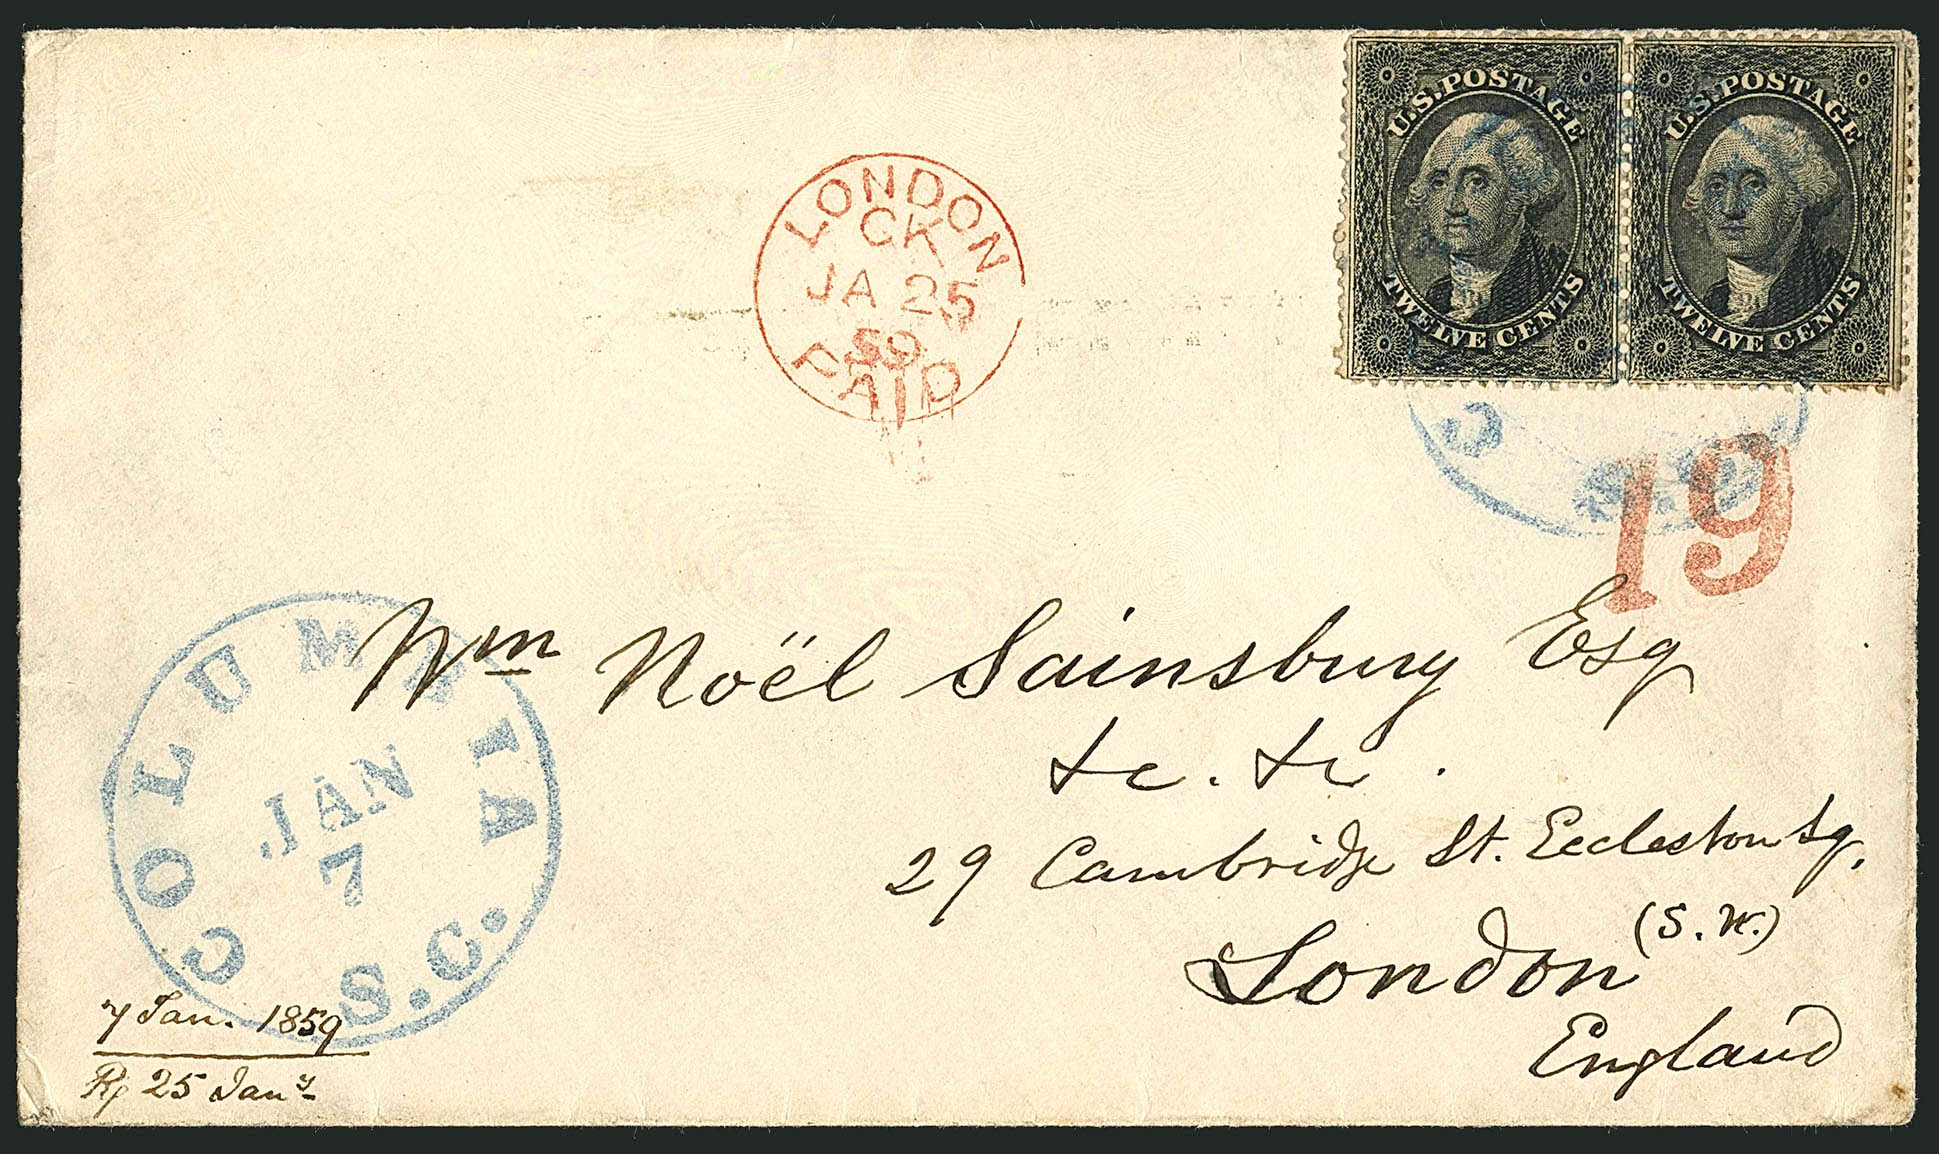 U.S. POSTAGE
TWELVE CENTS
U.S. POSTAGE
TWELVE CENTS
LONDON
CK
JA 25
59
PAID
19
Wm Noël Sainsbury Esq
&c. &c.
29 Cambridge St. Eccleston Sq.
London (S.W.)
England
COLUMBIA
JAN
7
S.C.
7 Jan. 1859
Rp 25 Jany